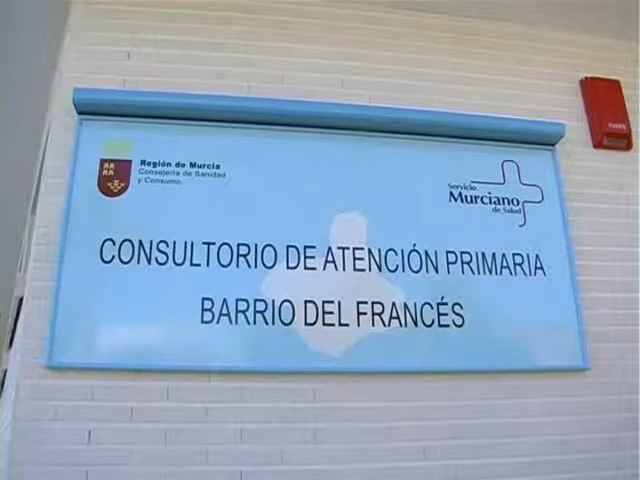 Región de Murcia
Consejería de Sanidad
y Consumo.
Servicio
Murciano
de Salud
CONSULTORIO DE ATENCIÓN PRIMARIA
BARRIO DEL FRANCÉS